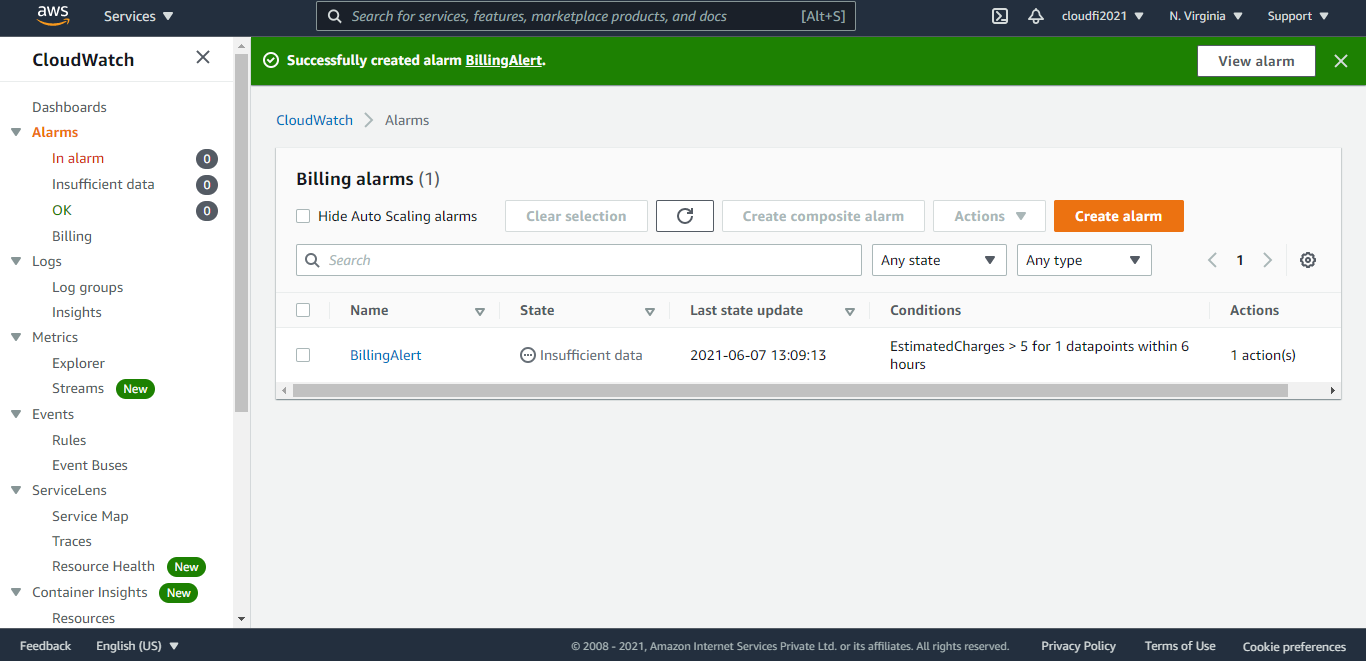 aws Services Search for services, features, marketplace products, and docs [Alt+S] cloudfi2021 N. Virginia Support
CloudWatch
Successfully created alarm BillingAlert. View alarm
Dashboards
Alarms
In alarm 0
Insufficient data 0
OK 0
Billing
Logs
Log groups
Insights
Metrics
Explorer
Streams New
Events
Rules
Event Buses
ServiceLens
Service Map
Traces
Resource Health New
Container Insights New
Resources
CloudWatch Alarms
Billing alarms (1)
Hide Auto Scaling alarms Clear selection Create composite alarm Actions Create alarm
Search Any state Any type 1
Name State Last state update Conditions Actions
BillingAlert Insufficient data 2021-06-07 13:09:13 EstimatedCharges > 5 for 1 datapoints within 6
hours 1 action(s)
Feedback English (US) © 2008 - 2021, Amazon Internet Services Private Ltd. or its affiliates. All rights reserved. Privacy Policy Terms of Use Cookie preferences